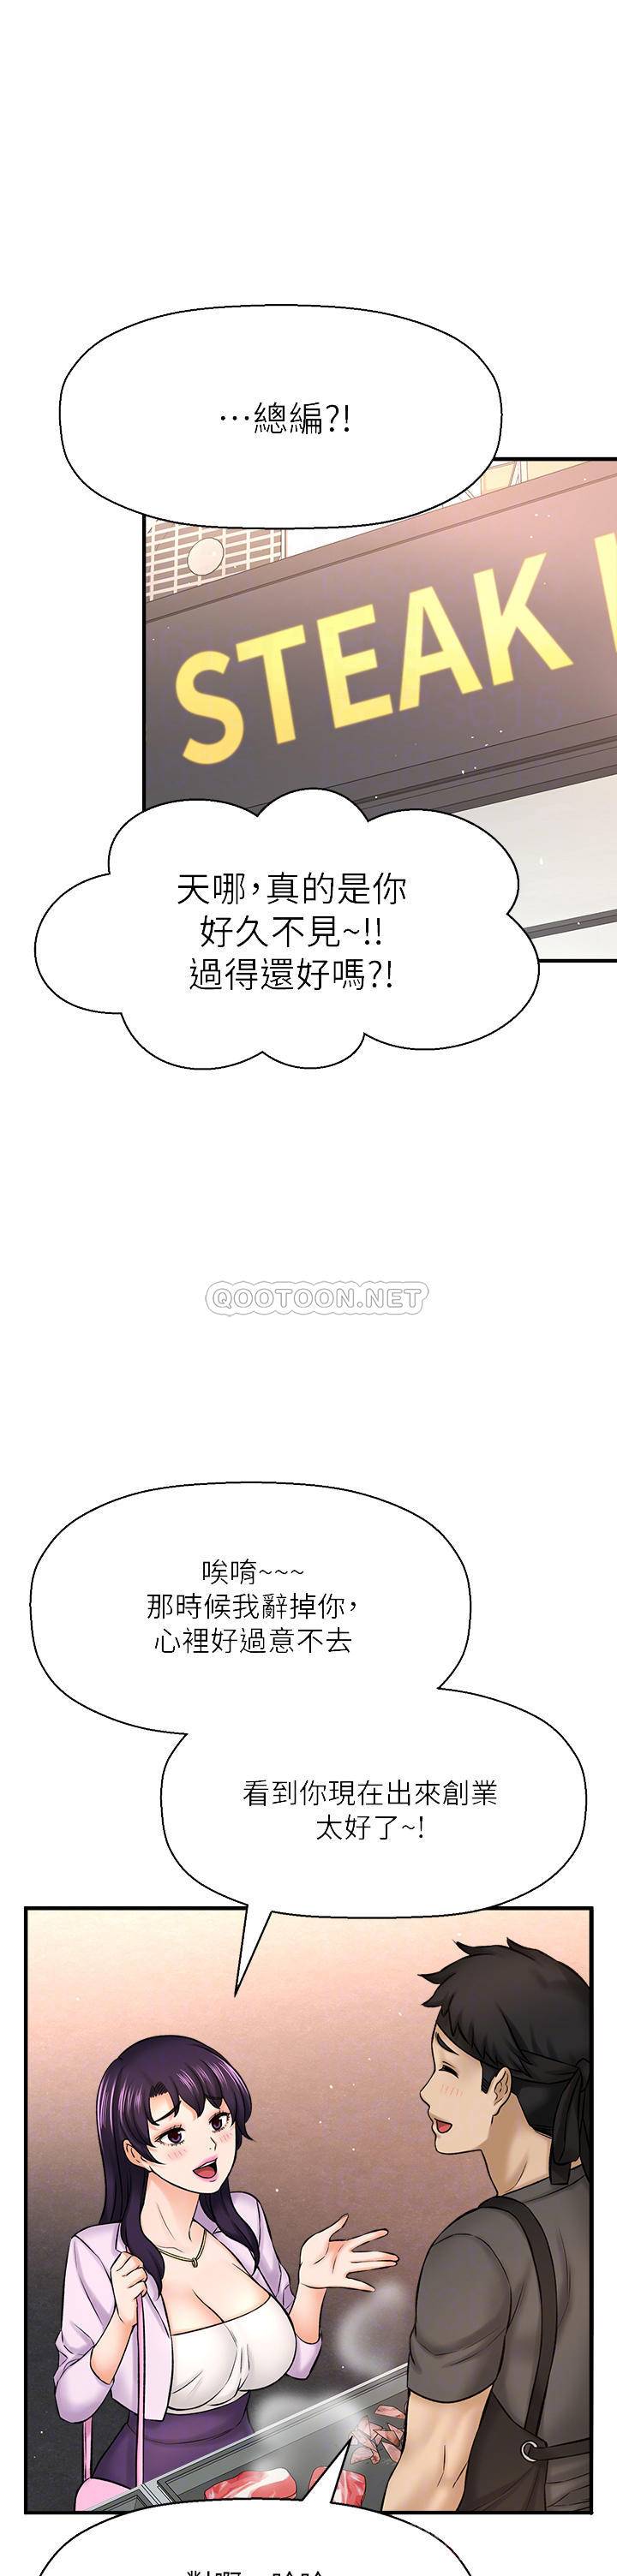 …總編?!
STEAK
天哪,真的是你
好久不見~!!
過得還好嗎?!
QOOTOON.NET
唉唷~~~
那時候我辭掉你,
心裡好過意不去
看到你現在出來創業
太好了~!